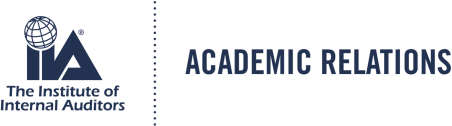 IIA®
The Institute of
Internal Auditors
ACADEMIC RELATIONS